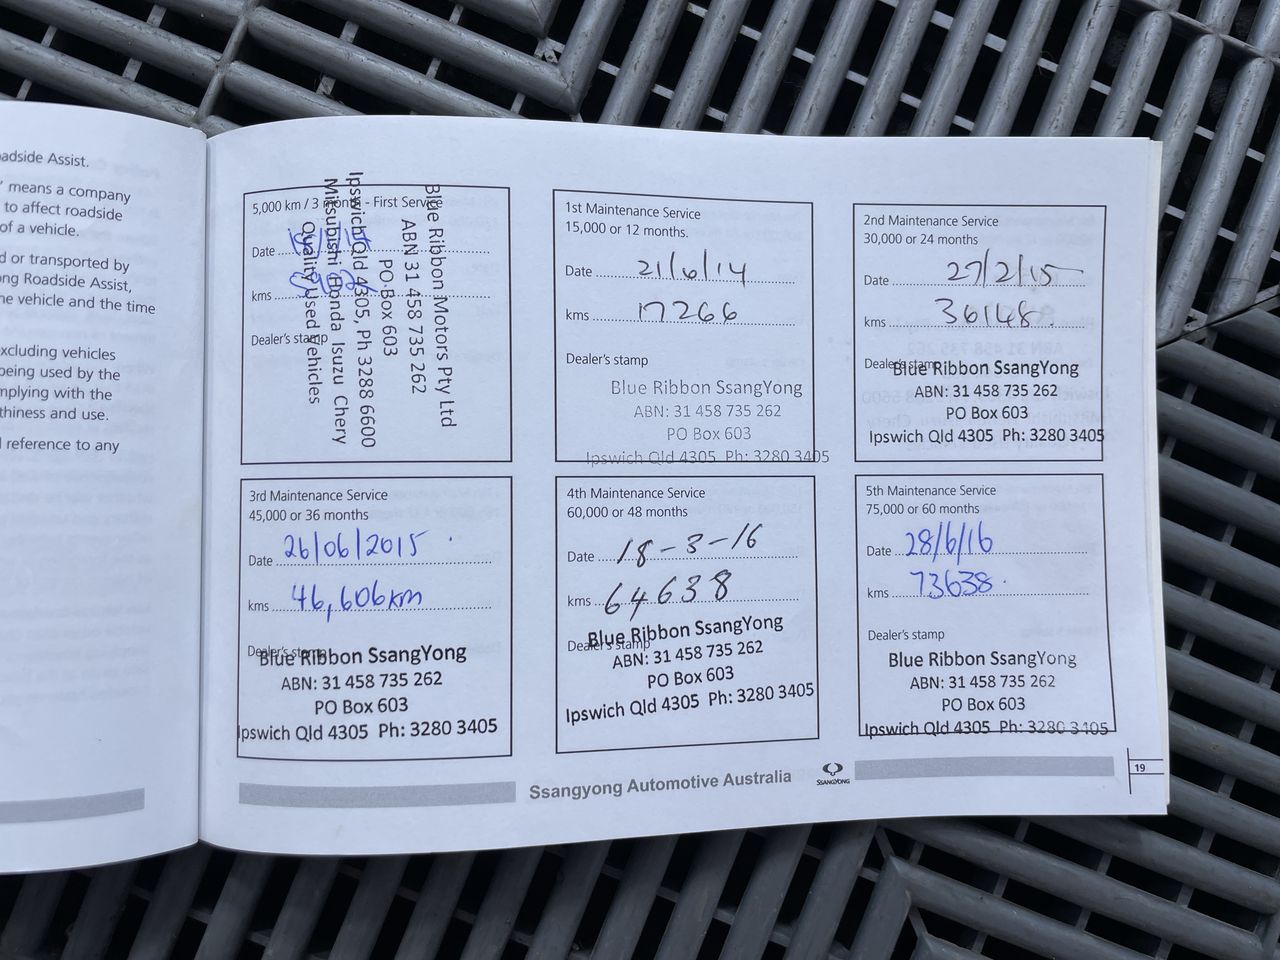 oadside Assist.
" means a company
to affect roadside
of a vehicle.
d or transported by
ng Roadside Assist,
ne vehicle and the time
xcluding vehicles
being used by the
mplying with the
thiness and use.
l reference to any
5,000 km / 3 month - First Service
Date
kms
Dealer's stamp
Blue Ribbon Motors Pty Ltd
ABN 31 458 735 262
PO Box 603
Ipswich Qld 4305, Ph 3288 6600
Mitsubishi Honda Isuzu Chery
Quality Used Vehicles
1st Maintenance Service
15,000 or 12 months.
Date 21/6/14
kms 17266
Dealer's stamp
Blue Ribbon SsangYong
ABN: 31 458 735 262
PO Box 603
Ipswich Qld 4305 Ph: 3280 3405
2nd Maintenance Service
30,000 or 24 months
Date 27/2/15
kms 36148.
Dealer's stamp
Blue Ribbon SsangYong
ABN: 31 458 735 262
PO Box 603
Ipswich Qld 4305 Ph: 3280 3405
3rd Maintenance Service
45,000 or 36 months
Date 26/06/2015
kms 46,606km
Dealer's stamp
Blue Ribbon SsangYong
ABN: 31 458 735 262
PO Box 603
Ipswich Qld 4305 Ph: 3280 3405
4th Maintenance Service
60,000 or 48 months
Date 18-3-16
kms 64638
Dealer's stamp
Blue Ribbon SsangYong
ABN: 31 458 735 262
PO Box 603
Ipswich Qld 4305 Ph: 3280 3405
5th Maintenance Service
75,000 or 60 months
Date 28/6/16
kms 73638
Dealer's stamp
Blue Ribbon SsangYong
ABN: 31 458 735 262
PO Box 603
Ipswich Qld 4305 Ph: 3280 3405
Ssangyong Automotive Australia
SSANGYONG
19